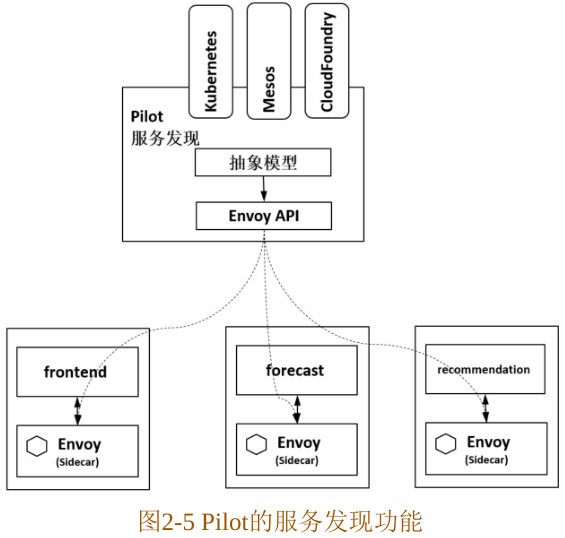 Kubernetes
Mesos
CloudFoundry
Pilot
服务发现
抽象模型
Envoy API
frontend
forecast
recommendation
Envoy
(Sidecar)
Envoy
(Sidecar)
Envoy
(Sidecar)
图2-5 Pilot的服务发现功能